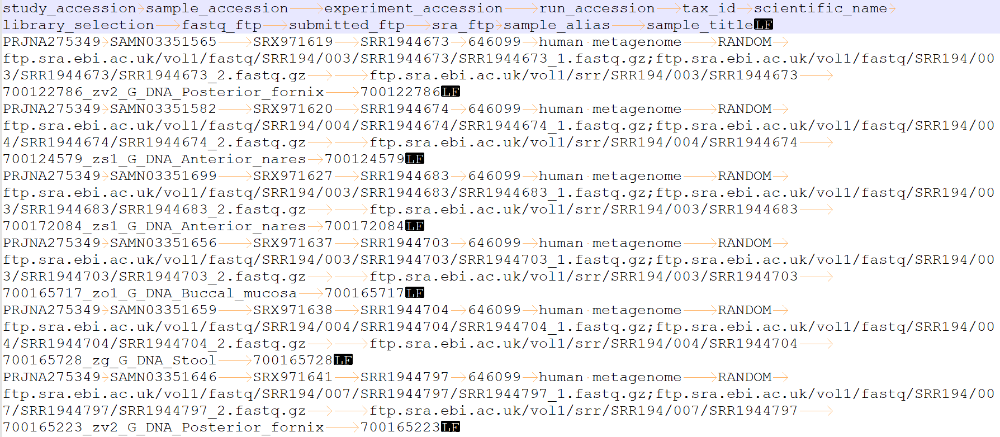 study_accession→sample_accession→experiment_accession→run_accession→tax_id→scientific_name→
library_selection→fastq_ftp→submitted_ftp→sra_ftp→sample_alias→sample_titleLF
PRJNA275349→SAMN03351565→SRX971619→SRR1944673→646099→human·metagenome→RANDOM→
ftp.sra.ebi.ac.uk/vol1/fastq/SRR194/003/SRR1944673/SRR1944673_1.fastq.gz;ftp.sra.ebi.ac.uk/vol1/fastq/SRR194/00
3/SRR1944673/SRR1944673_2.fastq.gz→→ftp.sra.ebi.ac.uk/vol1/srr/SRR194/003/SRR1944673→
700122786_zv2_G_DNA_Posterior_fornix→700122786LF
PRJNA275349→SAMN03351582→SRX971620→SRR1944674→646099→human·metagenome→RANDOM→
ftp.sra.ebi.ac.uk/vol1/fastq/SRR194/004/SRR1944674/SRR1944674_1.fastq.gz;ftp.sra.ebi.ac.uk/vol1/fastq/SRR194/00
4/SRR1944674/SRR1944674_2.fastq.gz→→ftp.sra.ebi.ac.uk/vol1/srr/SRR194/004/SRR1944674→
700124579_zs1_G_DNA_Anterior_nares→700124579LF
PRJNA275349→SAMN03351699→SRX971627→SRR1944683→646099→human·metagenome→RANDOM→
ftp.sra.ebi.ac.uk/vol1/fastq/SRR194/003/SRR1944683/SRR1944683_1.fastq.gz;ftp.sra.ebi.ac.uk/vol1/fastq/SRR194/00
3/SRR1944683/SRR1944683_2.fastq.gz→→ftp.sra.ebi.ac.uk/vol1/srr/SRR194/003/SRR1944683→
700172084_zs1_G_DNA_Anterior_nares→700172084LF
PRJNA275349→SAMN03351656→SRX971637→SRR1944703→646099→human·metagenome→RANDOM→
ftp.sra.ebi.ac.uk/vol1/fastq/SRR194/003/SRR1944703/SRR1944703_1.fastq.gz;ftp.sra.ebi.ac.uk/vol1/fastq/SRR194/00
3/SRR1944703/SRR1944703_2.fastq.gz→→ftp.sra.ebi.ac.uk/vol1/srr/SRR194/003/SRR1944703→
700165717_zo1_G_DNA_Buccal_mucosa→700165717LF
PRJNA275349→SAMN03351659→SRX971638→SRR1944704→646099→human·metagenome→RANDOM→
ftp.sra.ebi.ac.uk/vol1/fastq/SRR194/004/SRR1944704/SRR1944704_1.fastq.gz;ftp.sra.ebi.ac.uk/vol1/fastq/SRR194/00
4/SRR1944704/SRR1944704_2.fastq.gz→→ftp.sra.ebi.ac.uk/vol1/srr/SRR194/004/SRR1944704→
700165728_zg_G_DNA_Stool→700165728LF
PRJNA275349→SAMN03351646→SRX971641→SRR1944797→646099→human·metagenome→RANDOM→
ftp.sra.ebi.ac.uk/vol1/fastq/SRR194/007/SRR1944797/SRR1944797_1.fastq.gz;ftp.sra.ebi.ac.uk/vol1/fastq/SRR194/00
7/SRR1944797/SRR1944797_2.fastq.gz→→ftp.sra.ebi.ac.uk/vol1/srr/SRR194/007/SRR1944797→
700165223_zv2_G_DNA_Posterior_fornix→700165223LF